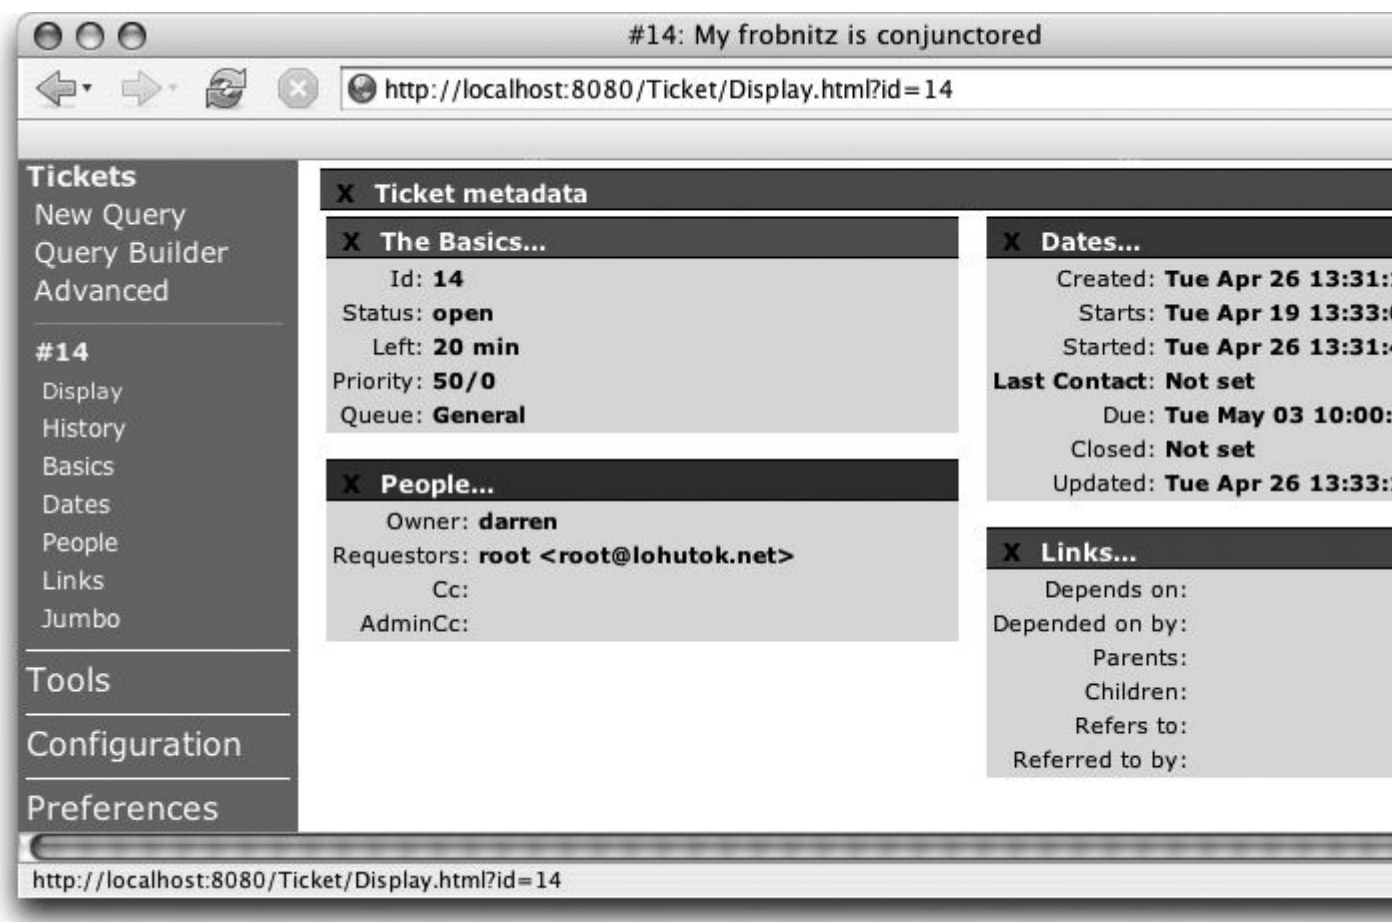 #14: My frobnitz is conjunctored
http://localhost:8080/Ticket/Display.html?id=14
Tickets
New Query
Query Builder
Advanced
#14
Display
History
Basics
Dates
People
Links
Jumbo
Tools
Configuration
Preferences
X Ticket metadata
X The Basics...
Id: 14
Status: open
Left: 20 min
Priority: 50/0
Queue: General
X People...
Owner: darren
Requestors: root <root@lohutok.net>
Cc:
AdminCc:
X Dates...
Created: Tue Apr 26 13:31:
Starts: Tue Apr 19 13:33:
Started: Tue Apr 26 13:31:
Last Contact: Not set
Due: Tue May 03 10:00:
Closed: Not set
Updated: Tue Apr 26 13:33:
X Links...
Depends on:
Depended on by:
Parents:
Children:
Refers to:
Referred to by:
http://localhost:8080/Ticket/Display.html?id=14